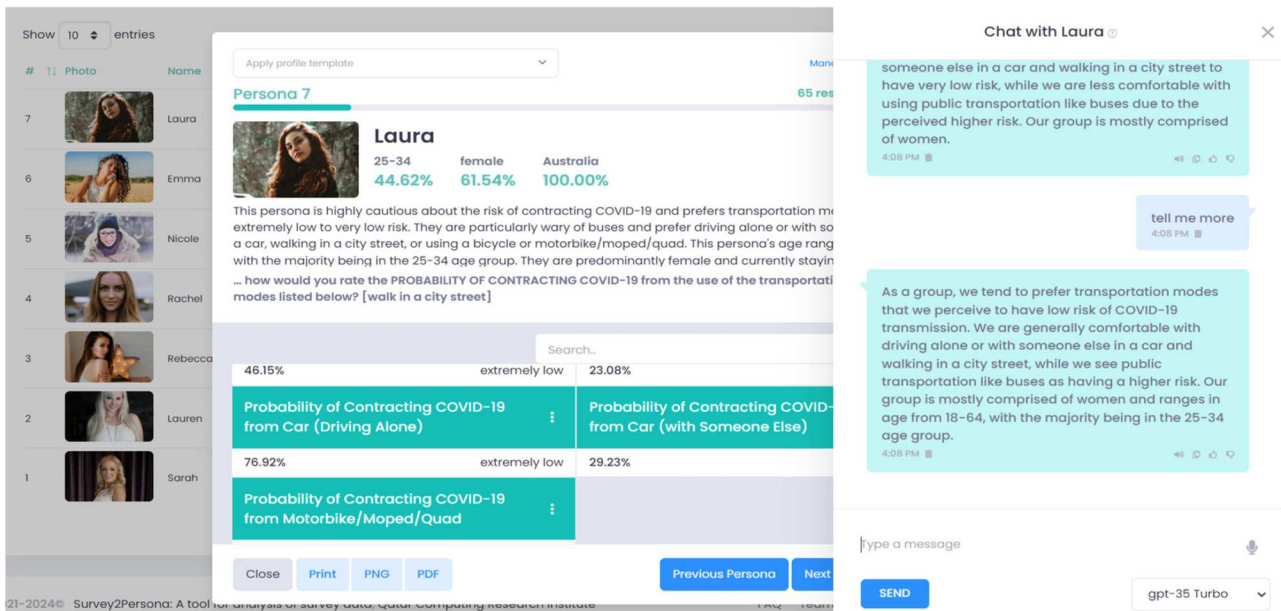 Show 10 entries
# Photo Name
7 Laura
6 Emma
5 Nicole
4 Rachel
3 Rebecca
2 Lauren
1 Sarah
21-2024© Survey2Persona: A tool for analysis of survey data, Qatar Computing Research Institute
FAQ Team
Apply profile template
Mana
Persona 7
65 res
Laura
25-34 female Australia
44.62% 61.54% 100.00%
This persona is highly cautious about the risk of contracting COVID-19 and prefers transportation mo
extremely low to very low risk. They are particularly wary of buses and prefer driving alone or with so
a car, walking in a city street, or using a bicycle or motorbike/moped/quad. This persona's age rang
with the majority being in the 25-34 age group. They are predominantly female and currently stayin
... how would you rate the PROBABILITY OF CONTRACTING COVID-19 from the use of the transportati
modes listed below? [walk in a city street]
Search..
46.15% extremely low 23.08%
Probability of Contracting COVID-19
from Car (Driving Alone)
Probability of Contracting COVID-
from Car (with Someone Else)
76.92% extremely low 29.23%
Probability of Contracting COVID-19
from Motorbike/Moped/Quad
Close Print PNG PDF Previous Persona Next
Chat with Laura
someone else in a car and walking in a city street to
have very low risk, while we are less comfortable with
using public transportation like buses due to the
perceived higher risk. Our group is mostly comprised
of women.
4:08 PM
tell me more
4:08 PM
As a group, we tend to prefer transportation modes
that we perceive to have low risk of COVID-19
transmission. We are generally comfortable with
driving alone or with someone else in a car and
walking in a city street, while we see public
transportation like buses as having a higher risk. Our
group is mostly comprised of women and ranges in
age from 18-64, with the majority being in the 25-34
age group.
4:08 PM
Type a message
SEND
gpt-35 Turbo